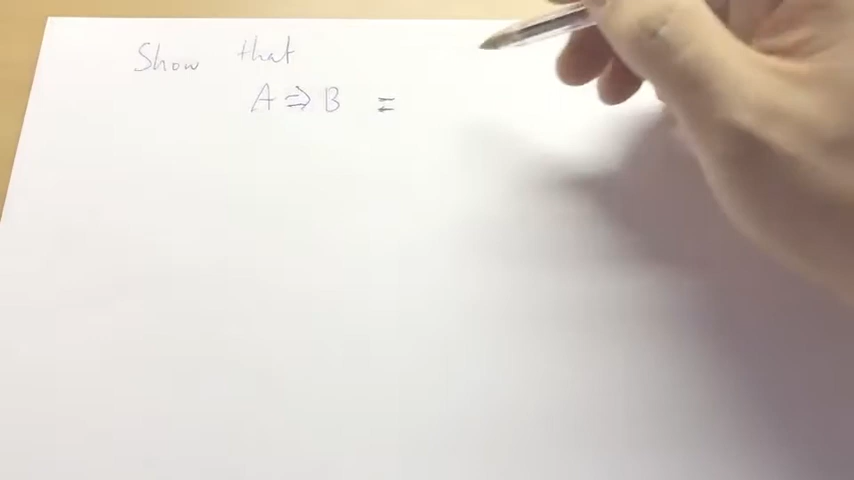 Show that
A ⇒ B =